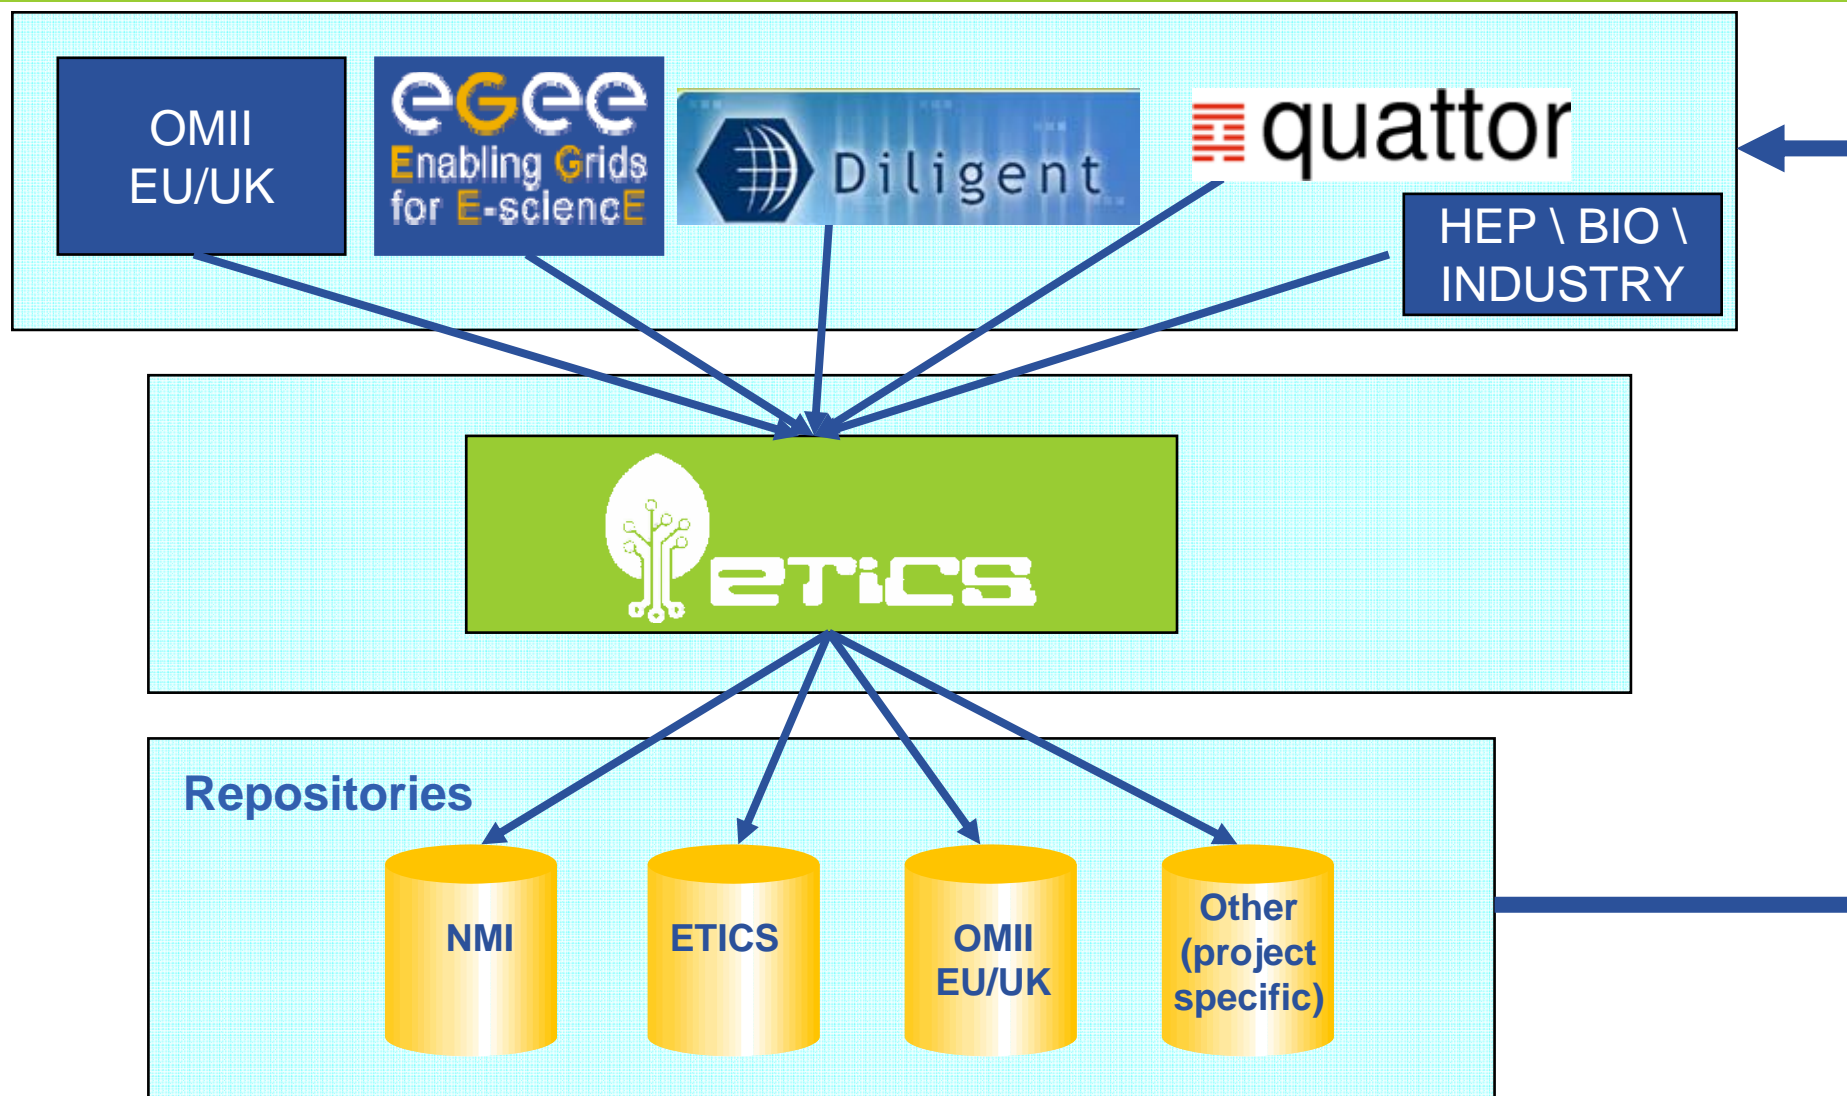 OMII
EU/UK
eGee
Enabling Grids
for E-sciencE
Diligent
quattor
HEP \ BIO \
INDUSTRY
eTiCS
Repositories
NMI
ETICS
OMII
EU/UK
Other
(project
specific)